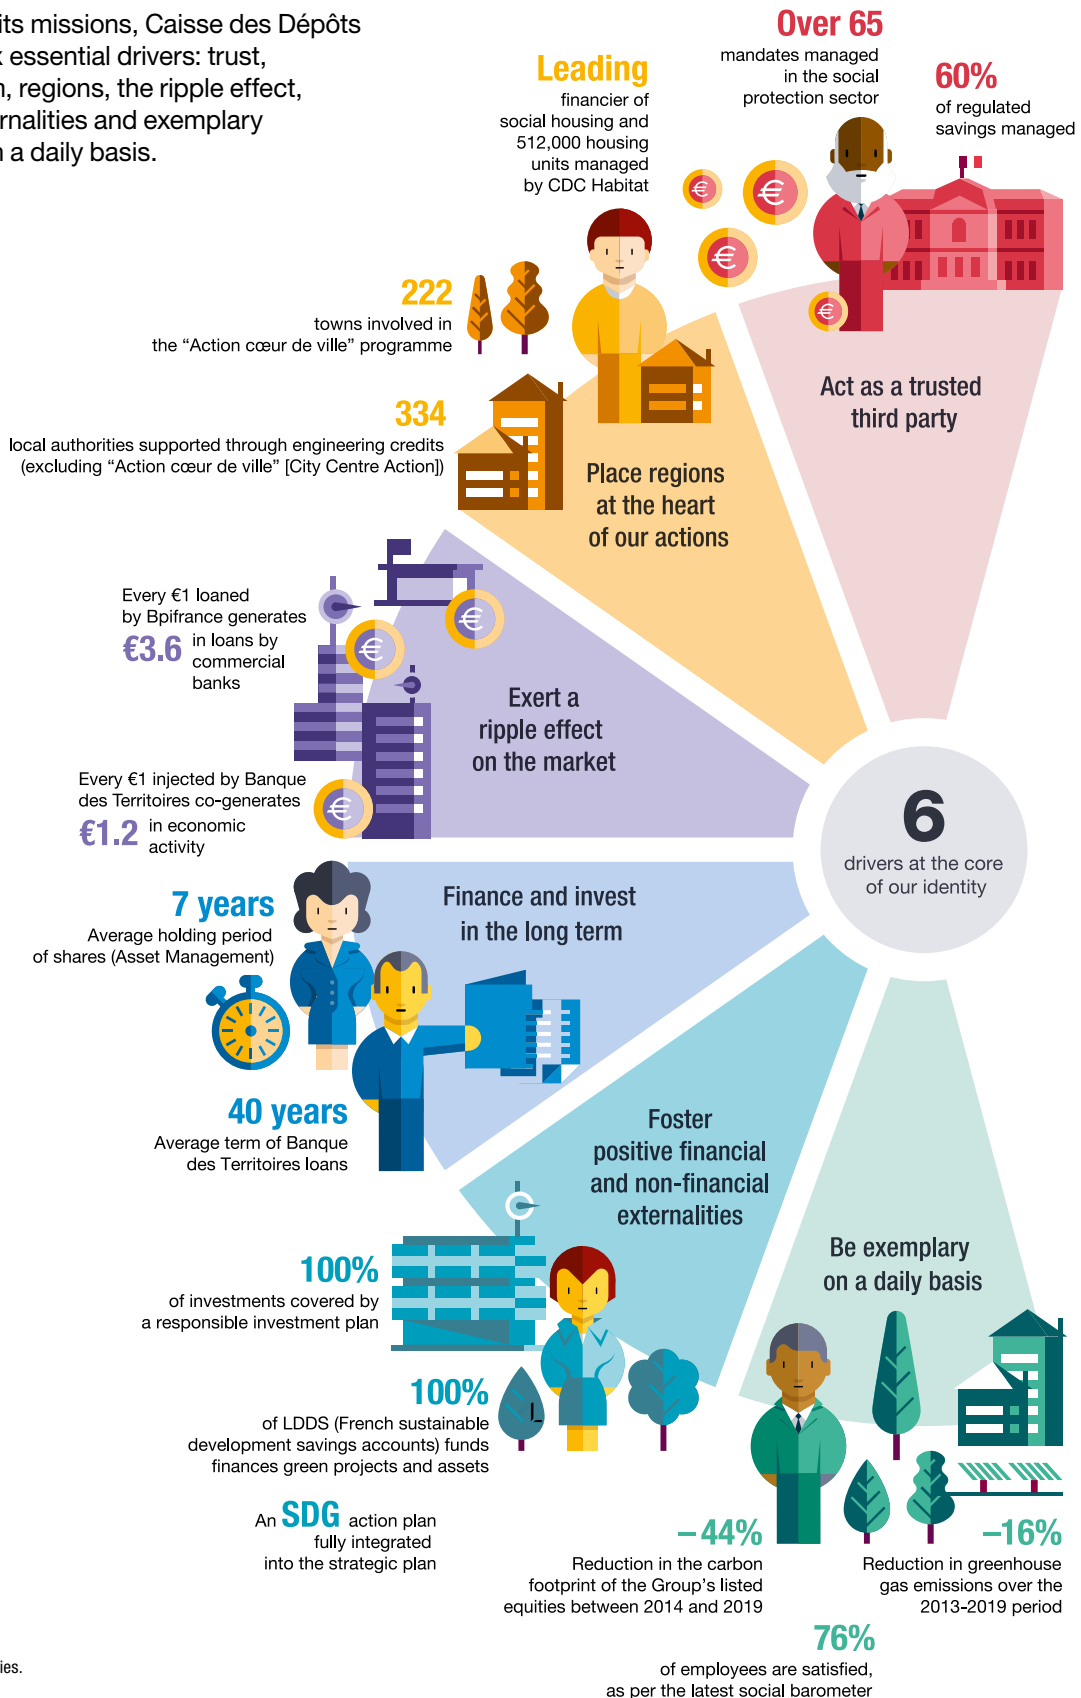 its missions, Caisse des Dépôts
essential drivers: trust,
regions, the ripple effect,
and exemplary
a daily basis.
Over 65
mandates managed
in the social
protection sector
60%
of regulated
savings managed
Leading
financier of
social housing and
512,000 housing
units managed
by CDC Habitat
222
towns involved in
the “Action cœur de ville” programme
334
local authorities supported through engineering credits
(excluding “Action cœur de ville” [City Centre Action])
Act as a trusted
third party
Place regions
at the heart
of our actions
Every €1 loaned
by Bpifrance generates
€3.6 in loans by
commercial
banks
Exert a
ripple effect
on the market
Every €1 injected by Banque
des Territoires co-generates
€1.2 in economic
activity
6
drivers at the core
of our identity
7 years
Average holding period
of shares (Asset Management)
Finance and invest
in the long term
40 years
Average term of Banque
des Territoires loans
Foster
positive financial
and non-financial
externalities
100%
of investments covered by
a responsible investment plan
100%
of LDDS (French sustainable
development savings accounts) funds
finances green projects and assets
An SDG action plan
fully integrated
into the strategic plan
Be exemplary
on a daily basis
–44%
Reduction in the carbon
footprint of the Group’s listed
equities between 2014 and 2019
–16%
Reduction in greenhouse
gas emissions over the
2013-2019 period
76%
of employees are satisfied,
as per the latest social barometer